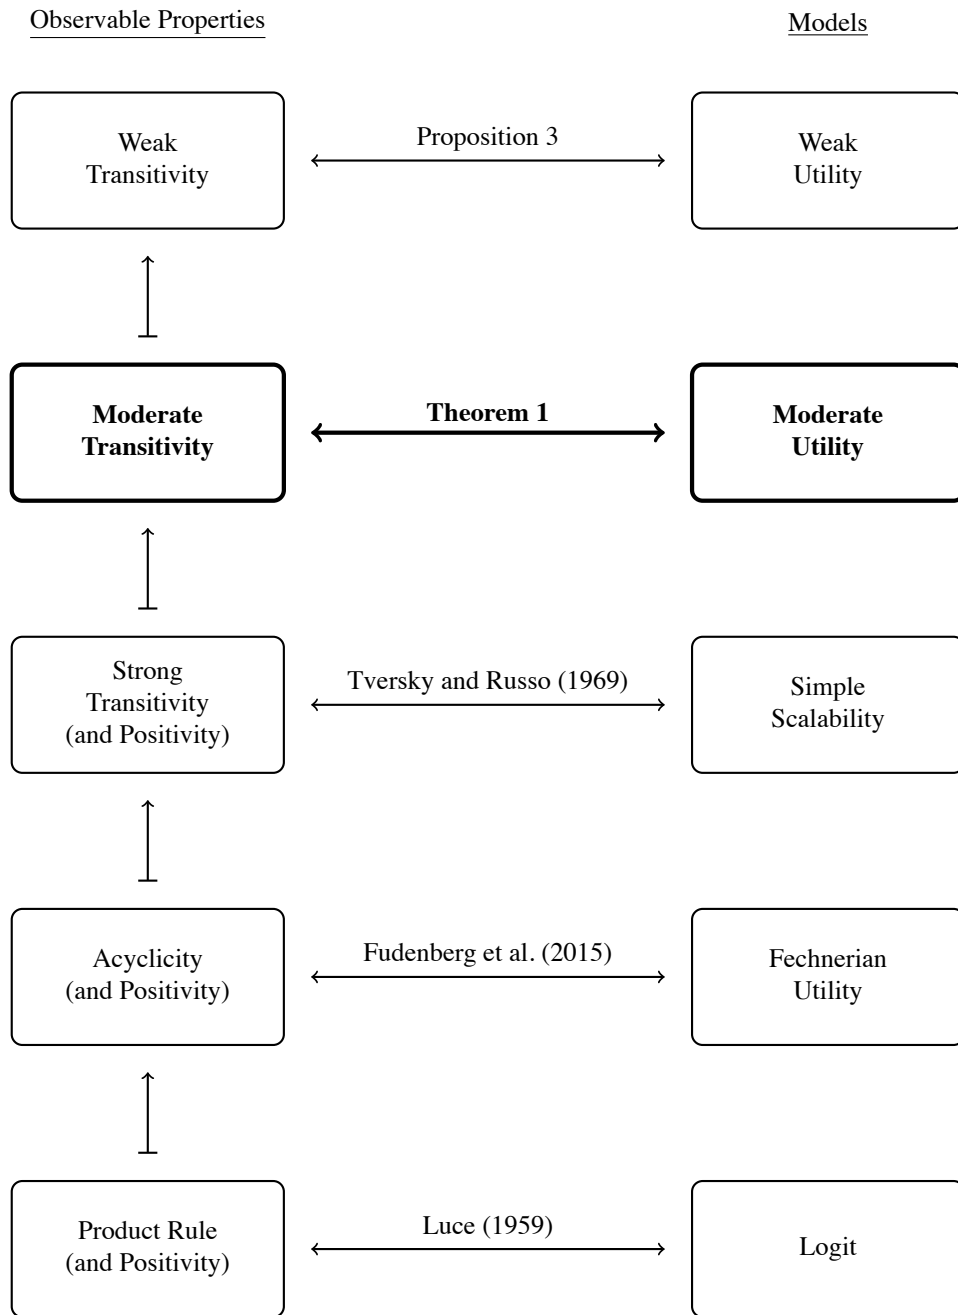 Observable Properties
Models
Weak
Transitivity
Proposition 3
Weak
Utility
Moderate
Transitivity
Theorem 1
Moderate
Utility
Strong
Transitivity
(and Positivity)
Tversky and Russo (1969)
Simple
Scalability
Acyclicity
(and Positivity)
Fudenberg et al. (2015)
Fechnerian
Utility
Product Rule
(and Positivity)
Luce (1959)
Logit